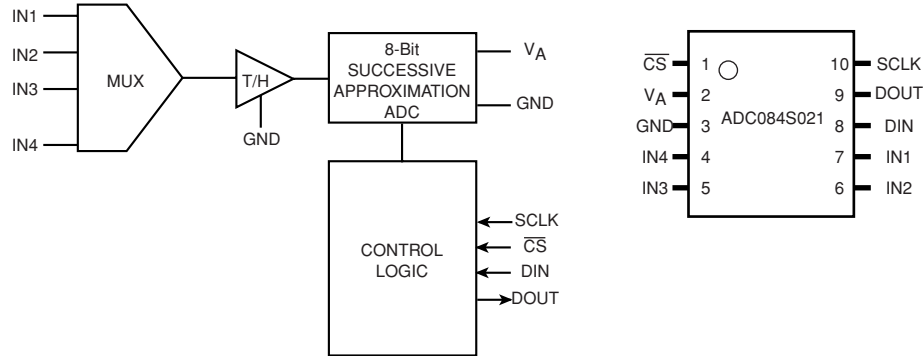 IN1
IN2
IN3
IN4
MUX
T/H
GND
8-Bit
SUCCESSIVE
APPROXIMATION
ADC
VA
GND
CONTROL
LOGIC
SCLK
CS
DIN
DOUT
CS 1 10 SCLK
VA 2 9 DOUT
GND 3 ADC084S021 8 DIN
IN4 4 7 IN1
IN3 5 6 IN2